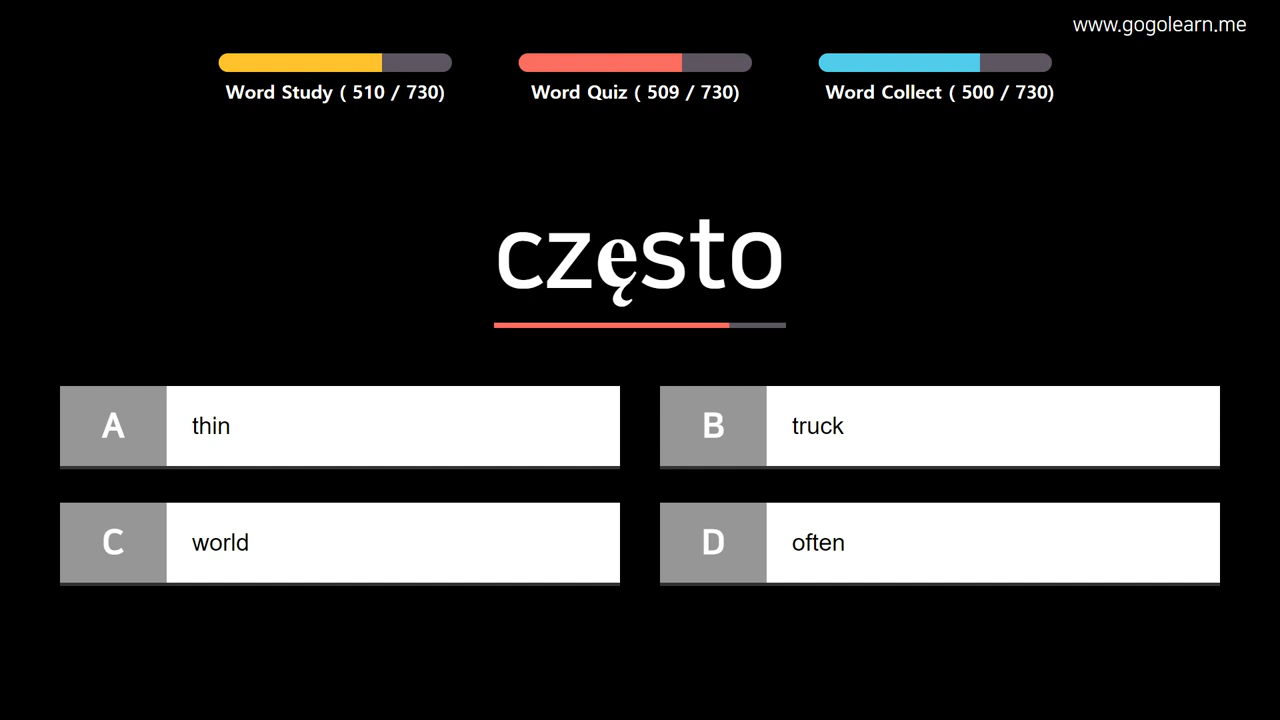 www.gogolearn.me
Word Study ( 510 / 730)
Word Quiz ( 509 / 730)
Word Collect ( 500 / 730)
często
A thin
B truck
C world
D often